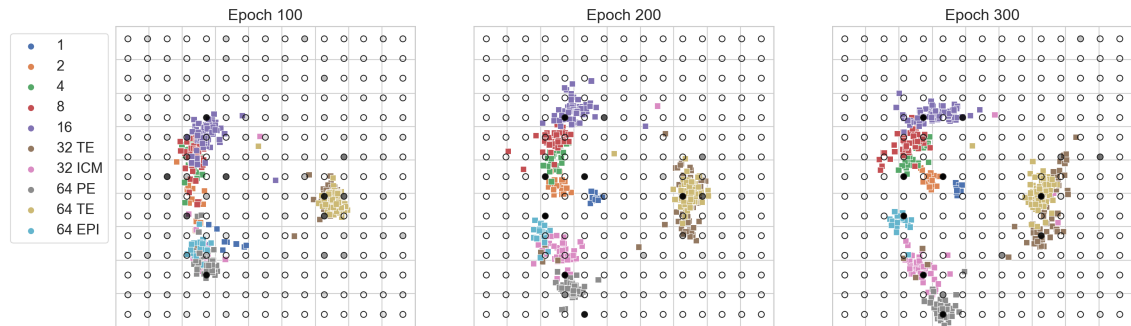 Epoch 100
Epoch 200
Epoch 300
1
2
4
8
16
32 TE
32 ICM
64 PE
64 TE
64 EPI